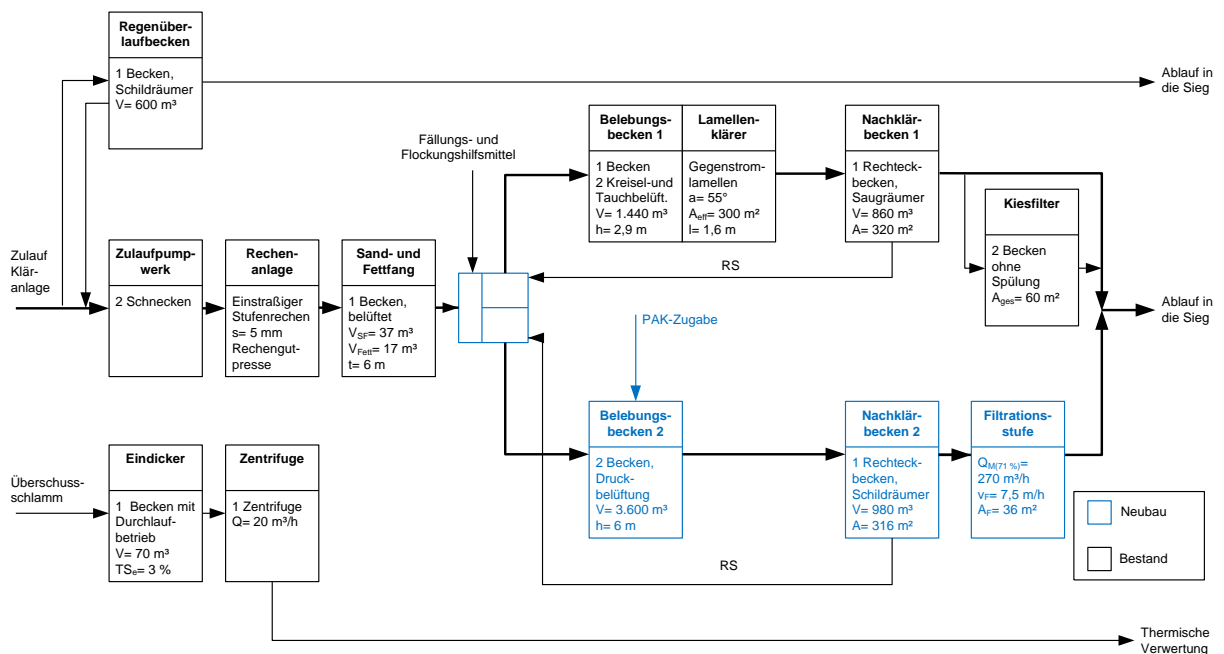 Regenüber-
laufbecken
1 Becken,
Schildräumer
V= 600 m³
Ablauf in
die Sieg
Fällungs- und
Flockungshilfsmittel
Belebungs-
becken 1
1 Becken
2 Kreisel-und
Tauchbelüft.
V= 1.440 m³
h= 2,9 m
Lamellen-
klärer
Gegenstrom-
lamellen
a= 55°
Aeff= 300 m²
l= 1,6 m
Nachklär-
becken 1
1 Rechteck-
becken,
Saugräumer
V= 860 m³
A= 320 m²
Kiesfilter
2 Becken
ohne
Spülung
Ages= 60 m²
RS
Zulauf
Klär-
anlage
Zulaufpump-
werk
2 Schnecken
Rechen-
anlage
Einstraßiger
Stufenrechen
s= 5 mm
Rechengut-
presse
Sand- und
Fettfang
1 Becken,
belüftet
VSF= 37 m³
VFett= 17 m³
t= 6 m
Ablauf in
die Sieg
PAK-Zugabe
Belebungs-
becken 2
2 Becken,
Druck-
belüftung
V= 3.600 m³
h= 6 m
Nachklär-
becken 2
1 Rechteck-
becken,
Schildräumer
V= 980 m³
A= 316 m²
Filtrations-
stufe
QM(71 %)=
270 m³/h
vF= 7,5 m/h
AF= 36 m²
RS
Überschuss-
schlamm
Eindicker
1 Becken mit
Durchlauf-
betrieb
V= 70 m³
TSe= 3 %
Zentrifuge
1 Zentrifuge
Q= 20 m³/h
Neubau
Bestand
Thermische
Verwertung